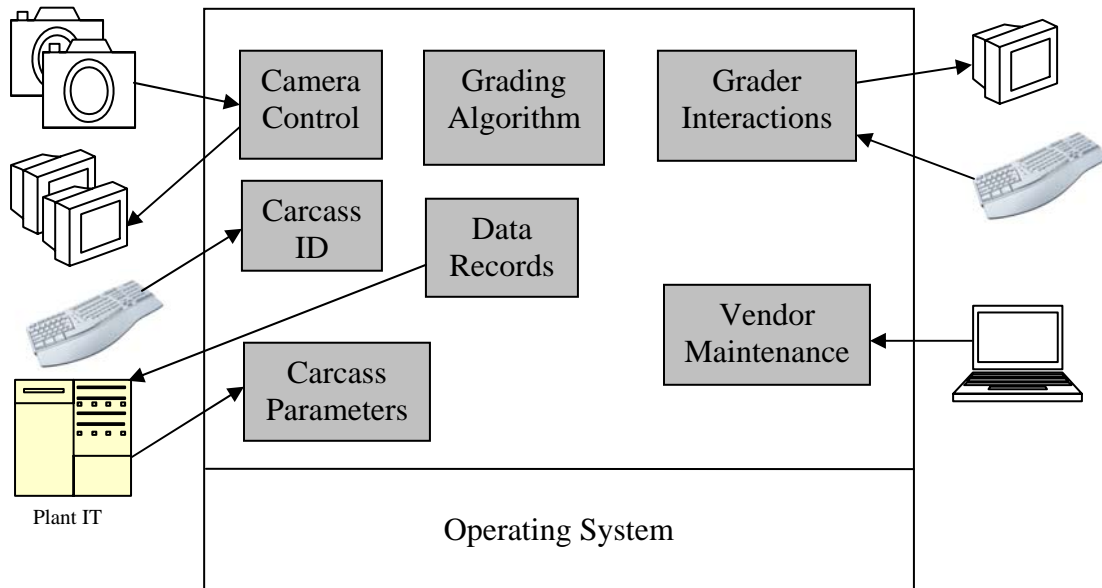 Camera
Control
Grading
Algorithm
Grader
Interactions
Carcass
ID
Data
Records
Vendor
Maintenance
Carcass
Parameters
Plant IT
Operating System